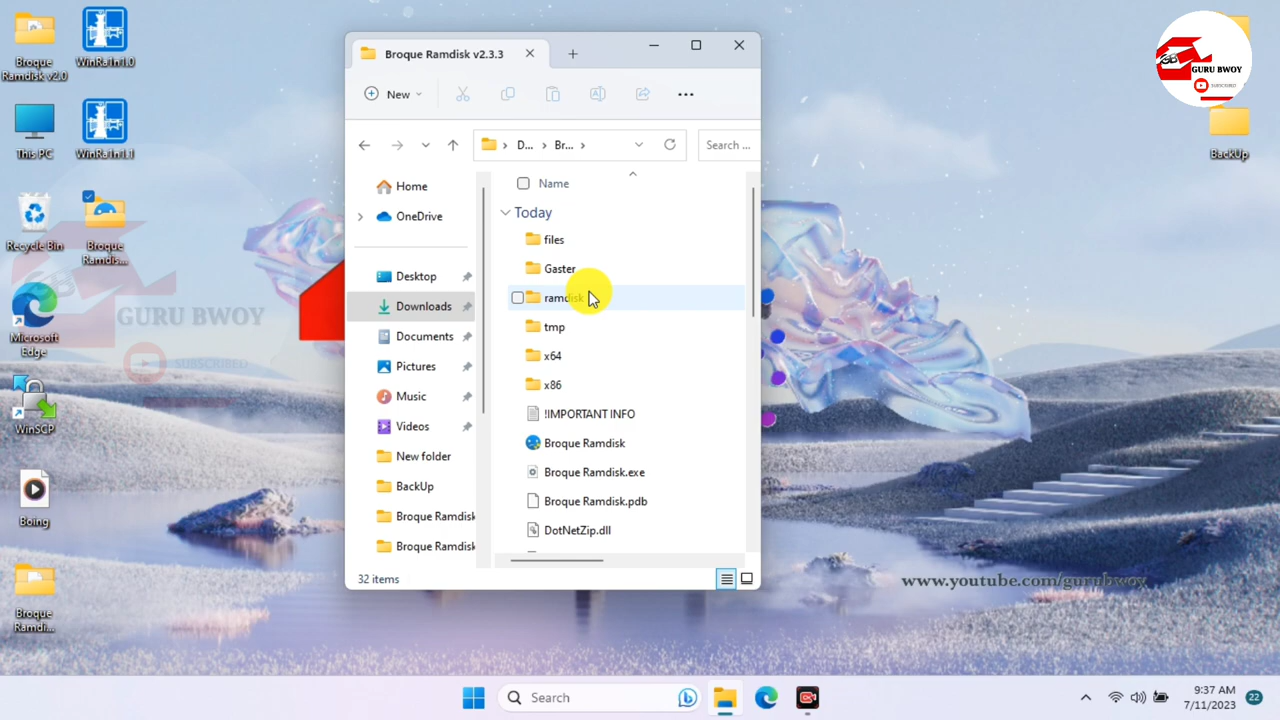 Broque
Ramdisk v2.0
WinRa1n1.0
This PC
WinRa1n1.1
Recycle Bin
Broque
Ramdis...
Microsoft
Edge
WinSCP
Boing
Broque
Ramdi...
GURU BWOY
SUBSCRIBED
Broque Ramdisk v2.3.3
New
D...
Br...
Search ...
Home
OneDrive
Desktop
Downloads
Documents
Pictures
Music
Videos
New folder
BackUp
Broque Ramdisk
Broque Ramdisk
Name
Today
files
Gaster
ramdisk
tmp
x64
x86
!IMPORTANT INFO
Broque Ramdisk
Broque Ramdisk.exe
Broque Ramdisk.pdb
DotNetZip.dll
32 items
GB
GURU BWOY
SUBSCRIBED
BackUp
www.youtube.com/gurubwoy
Search
9:37 AM
7/11/2023
22